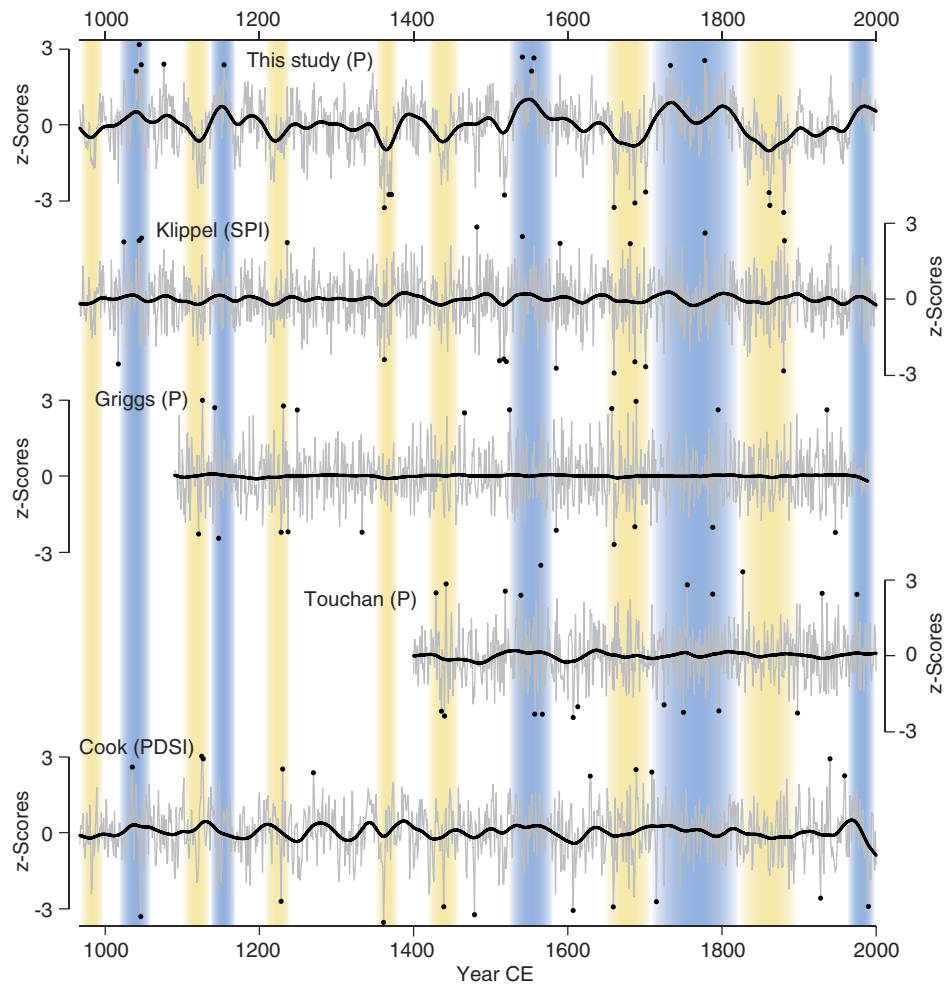 1000 1200 1400 1600 1800 2000
This study (P)
3
0
-3
z-Scores
Klippel (SPI)
3
0
-3
z-Scores
Griggs (P)
3
0
-3
z-Scores
Touchan (P)
3
0
-3
z-Scores
Cook (PDSI)
3
0
-3
z-Scores
1000 1200 1400 1600 1800 2000
Year CE